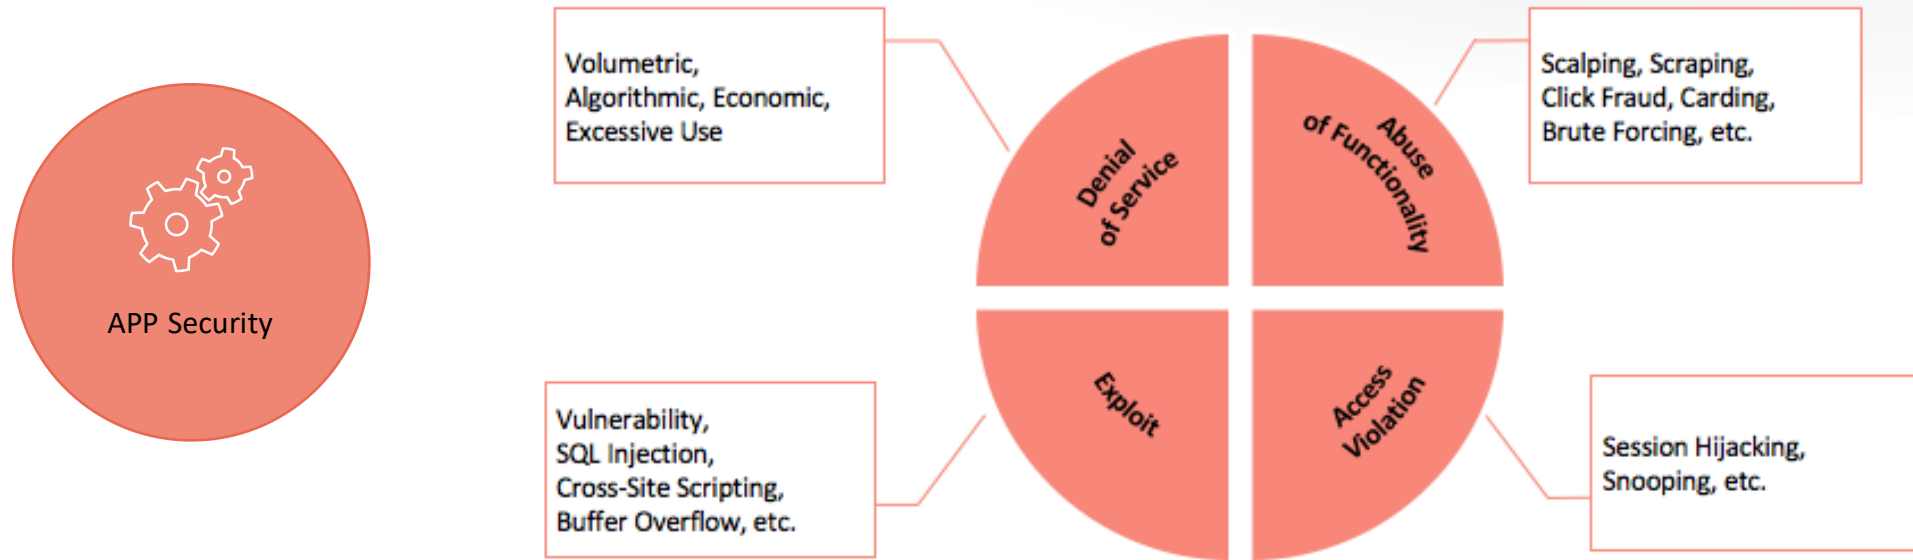 APP Security
Volumetric,
Algorithmic, Economic,
Excessive Use
Denial
of Service
Scalping, Scraping,
Click Fraud, Carding,
Brute Forcing, etc.
Abuse
of Functionality
Vulnerability,
SQL Injection,
Cross-Site Scripting,
Buffer Overflow, etc.
Exploit
Access
Violation
Session Hijacking,
Snooping, etc.